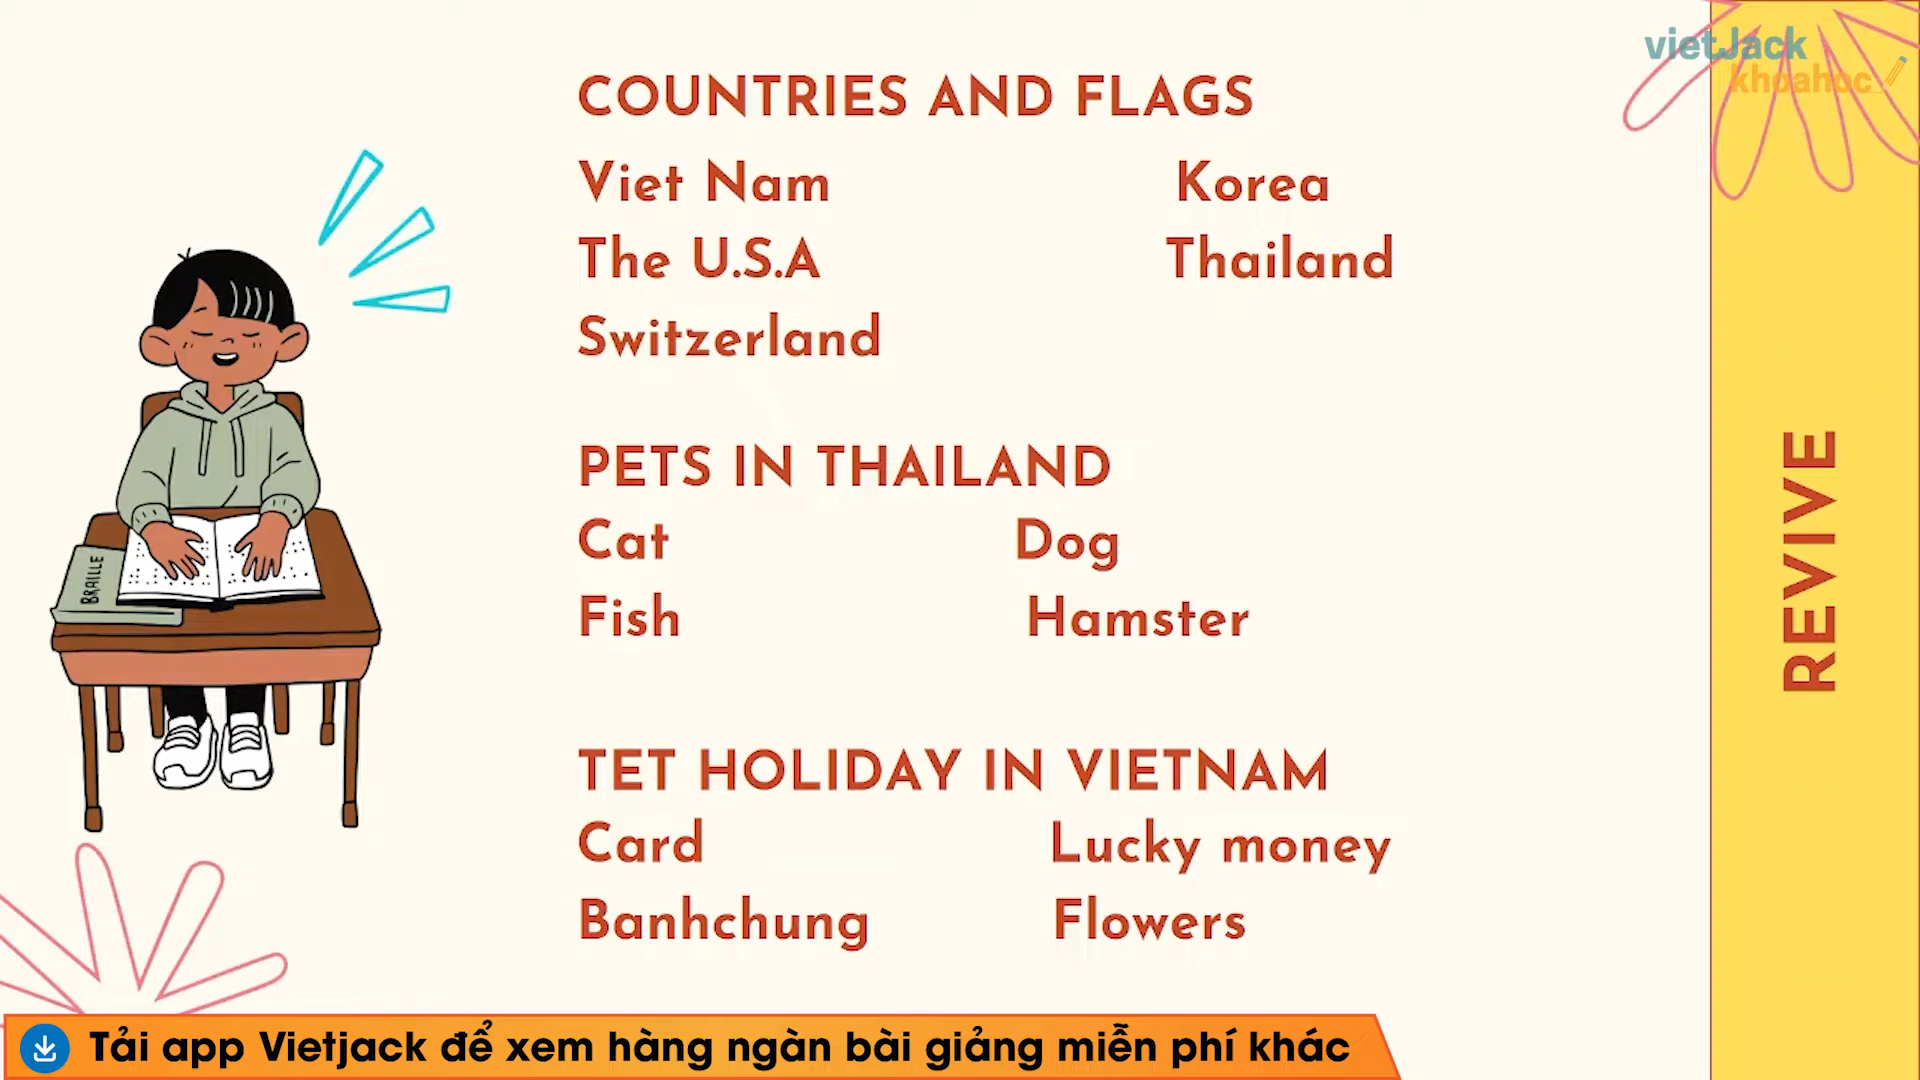 vietJack
khoahoc
COUNTRIES AND FLAGS
Viet Nam Korea
The U.S.A Thailand
Switzerland
PETS IN THAILAND
Cat Dog
Fish Hamster
TET HOLIDAY IN VIETNAM
Card Lucky money
Banhchung Flowers
REVIVE
BRAILLE
Tải app Vietjack để xem hàng ngàn bài giảng miễn phí khác